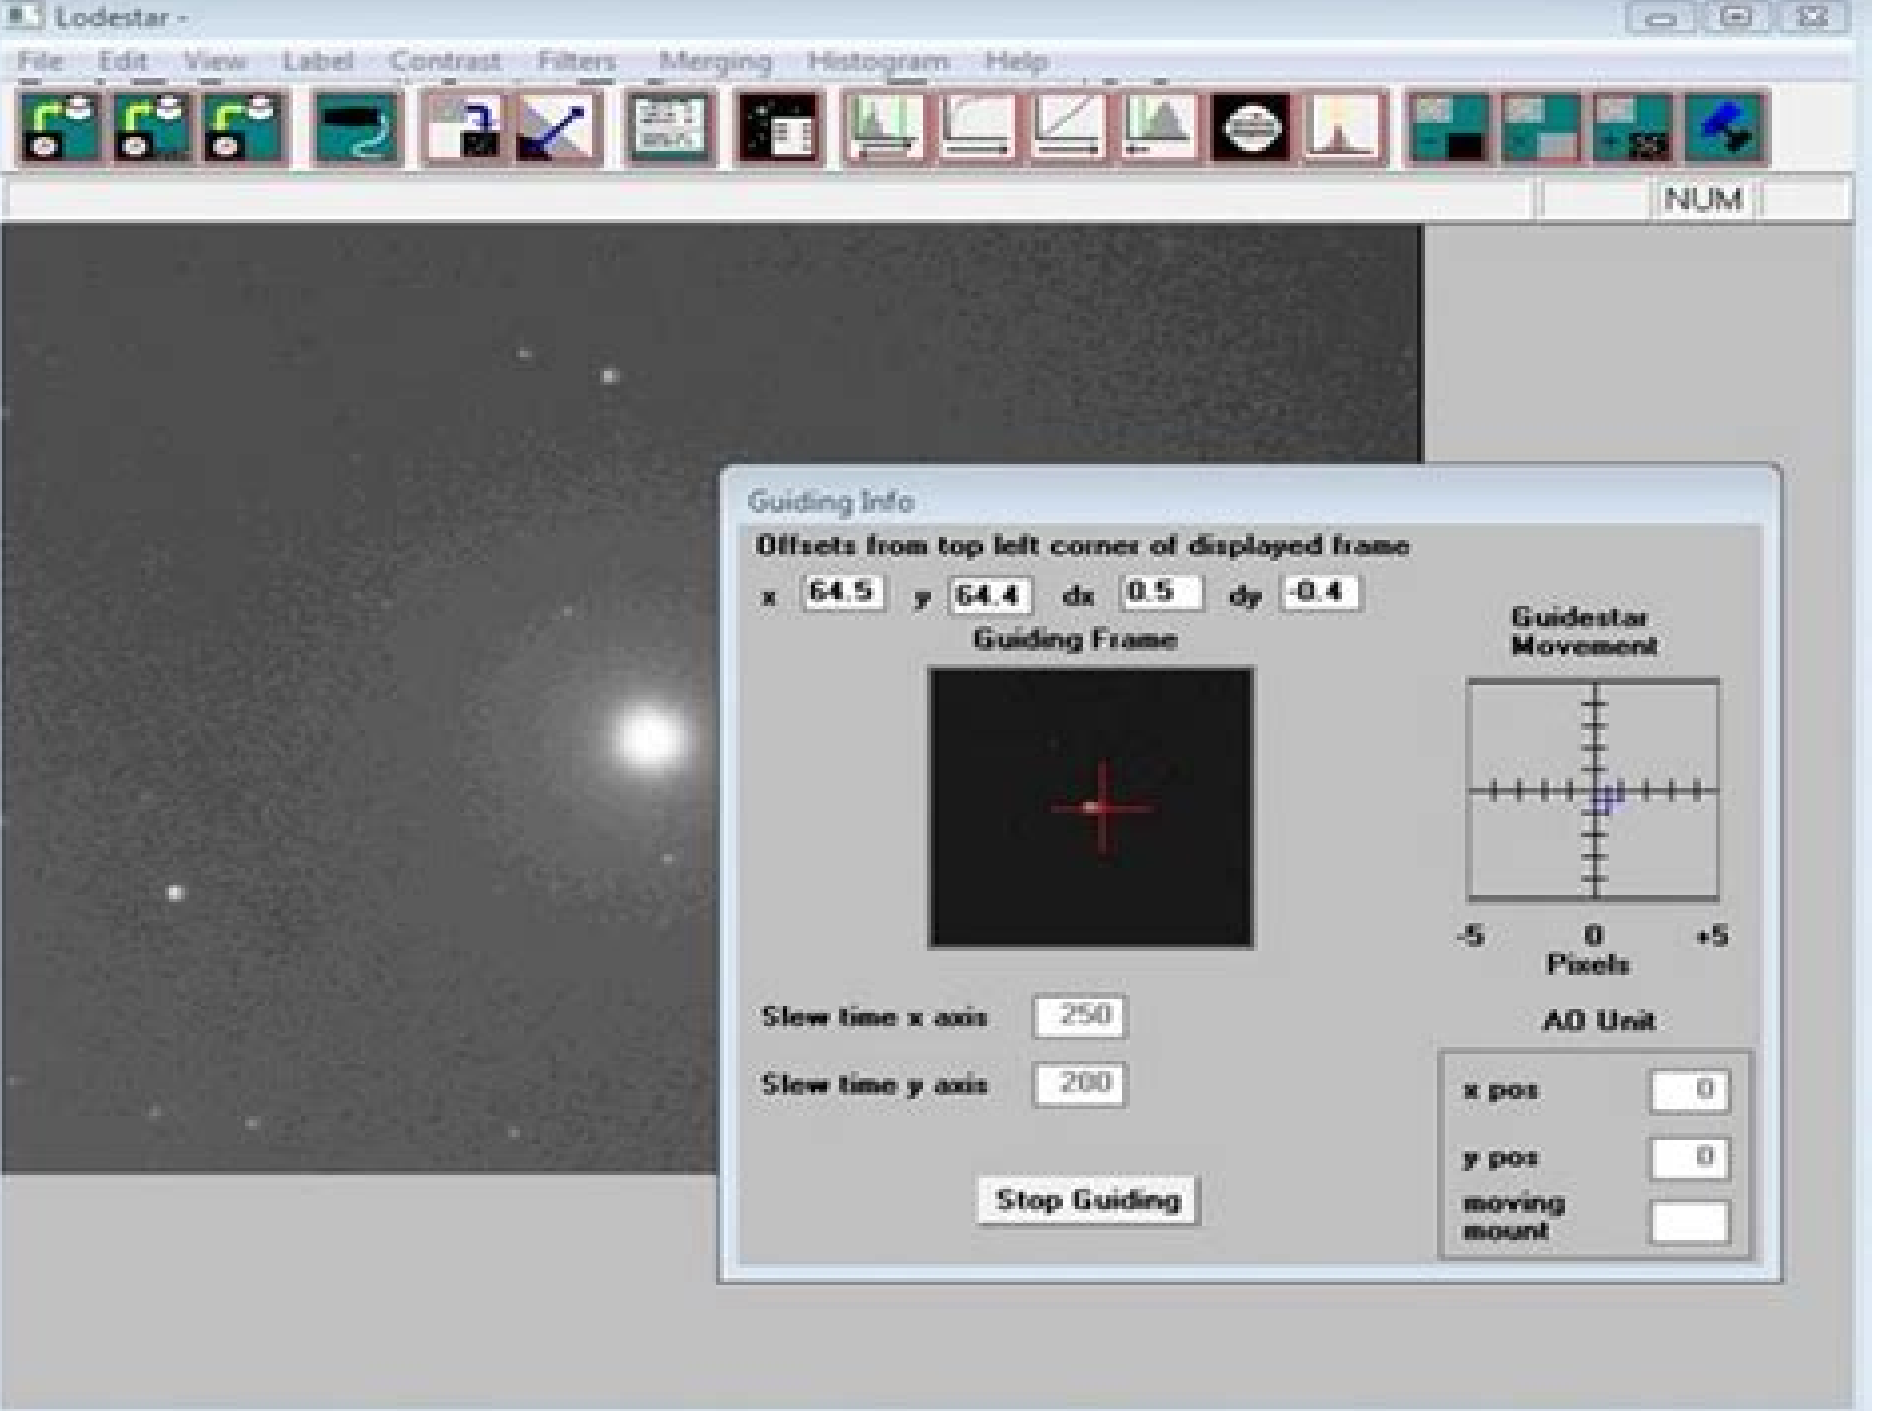 Lodestar -
File Edit View Label Contrast Filters Merging Histogram Help
NUM
Guiding Info
Offsets from top left corner of displayed frame
x 64.5 y 64.4 dx 0.5 dy -0.4
Guiding Frame
Guidestar
Movement
-5 0 +5
Pixels
Slew time x axis 250
Slew time y axis 200
Stop Guiding
AO Unit
x pos 0
y pos 0
moving
mount